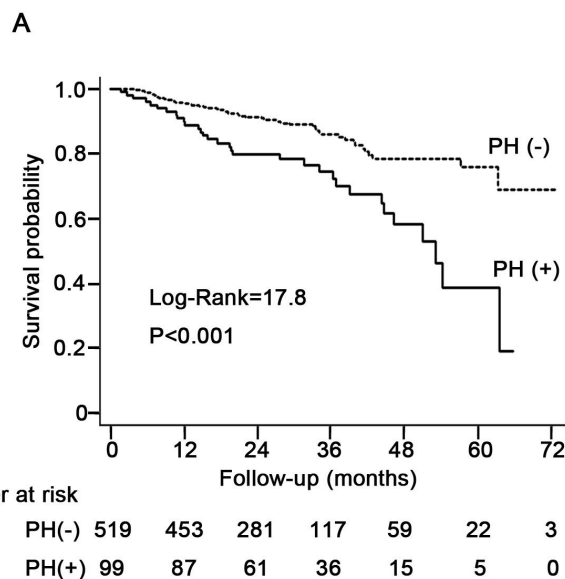 A
1.0
0.8
0.6
0.4
0.2
0
Survival probability
PH (-)
PH (+)
Log-Rank=17.8
P<0.001
0 12 24 36 48 60 72
Follow-up (months)
at risk
PH(-) 519 453 281 117 59 22 3
PH(+) 99 87 61 36 15 5 0